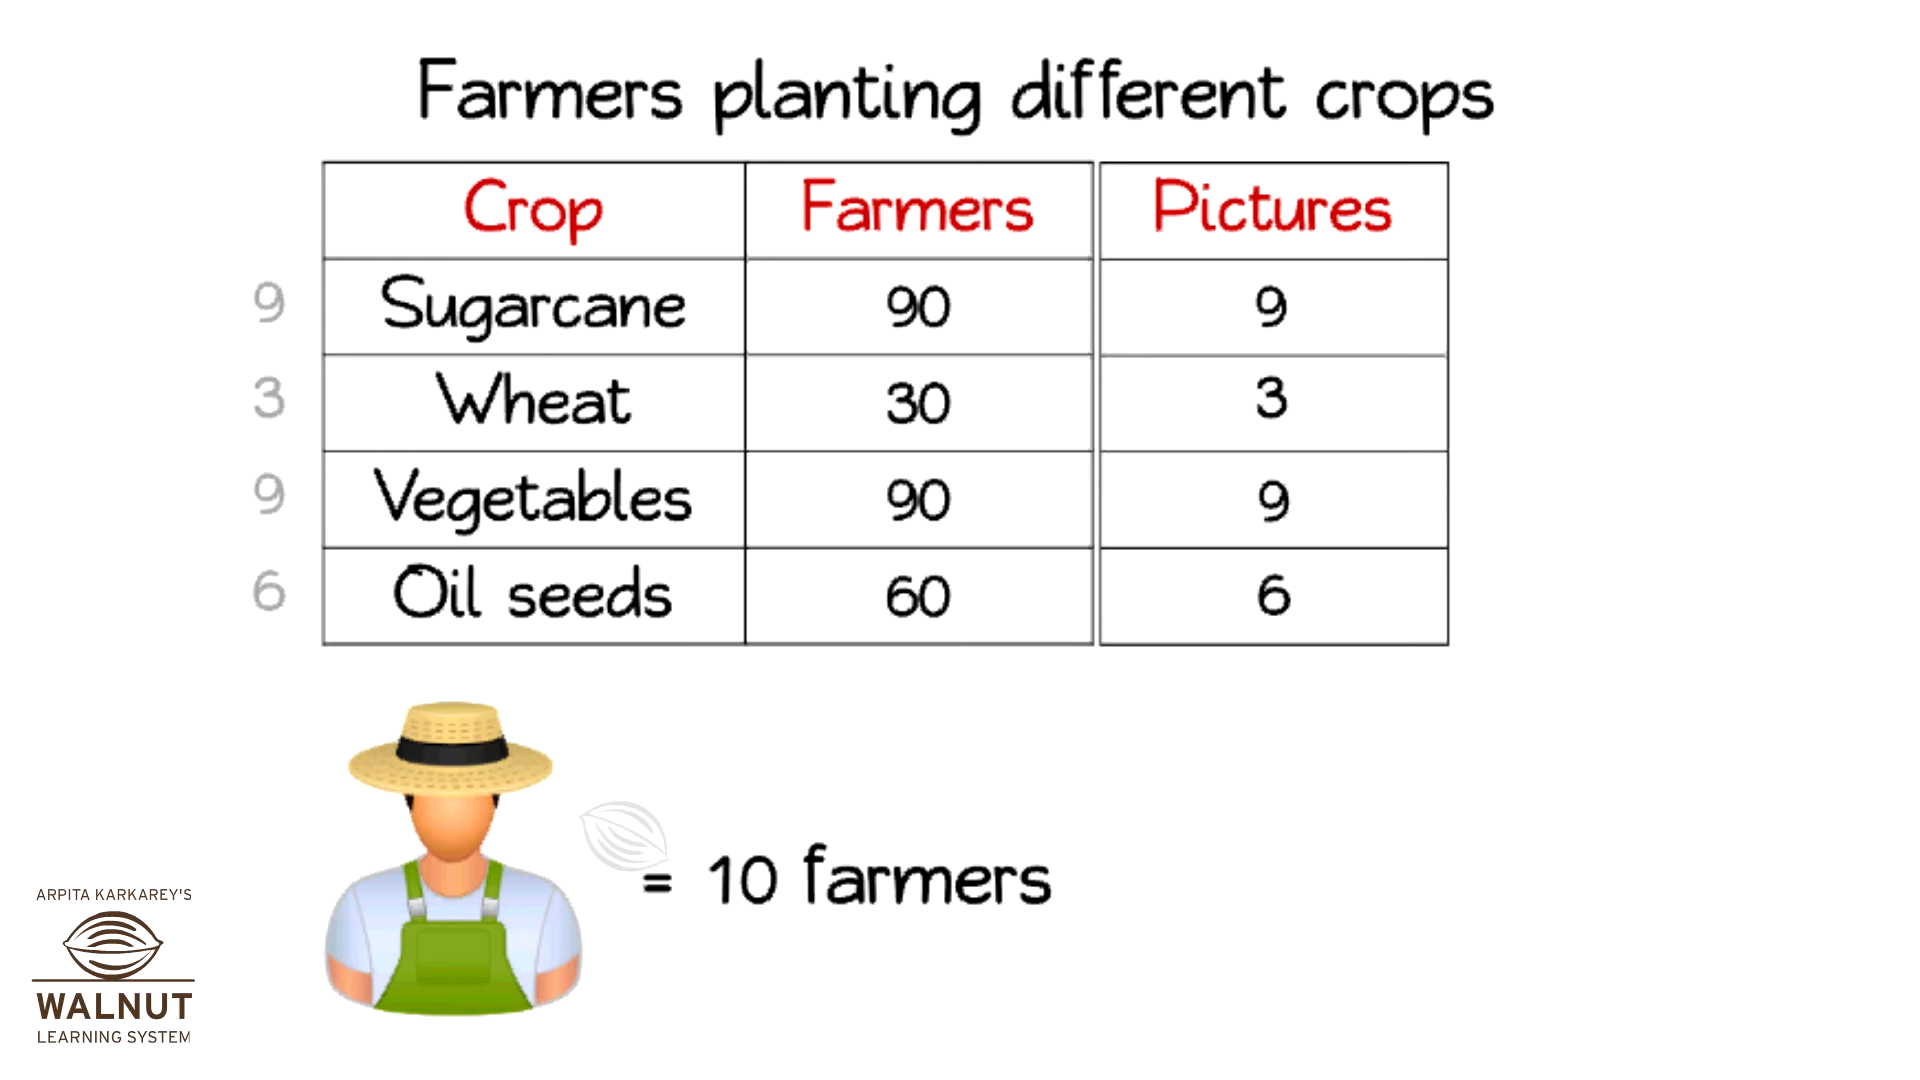 Farmers planting different crops
Crop Farmers Pictures
9 Sugarcane 90 9
3 Wheat 30 3
9 Vegetables 90 9
6 Oil seeds 60 6
= 10 farmers
ARPITA KARKAREY'S
WALNUT
LEARNING SYSTEM